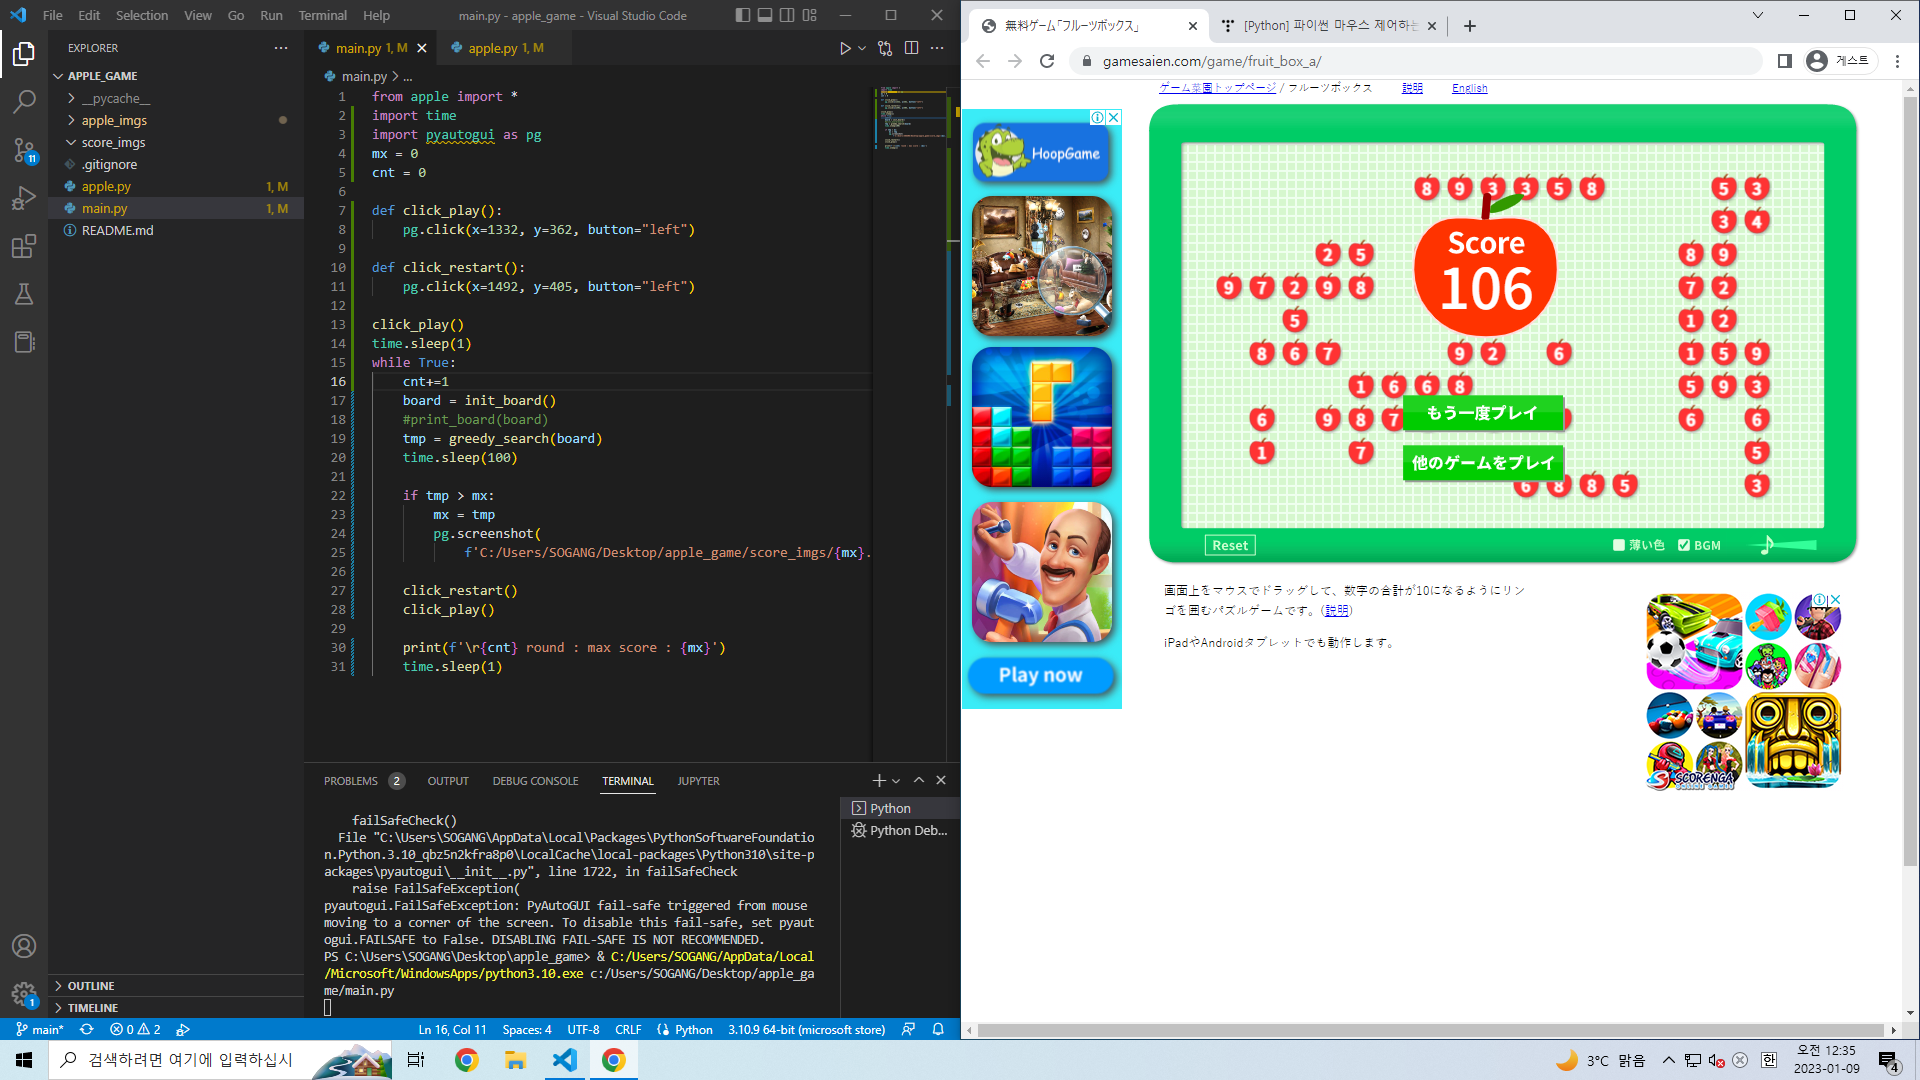 File Edit Selection View Go Run Terminal Help
main.py - apple_game - Visual Studio Code
EXPLORER
APPLE_GAME
__pycache__
apple_imgs
score_imgs
.gitignore
apple.py 1, M
main.py 1, M
README.md
OUTLINE
TIMELINE
main.py 1, M
apple.py 1, M
main.py > ...
1 from apple import *
2 import time
3 import pyautogui as pg
4 mx = 0
5 cnt = 0
6
7 def click_play():
8 pg.click(x=1332, y=362, button="left")
9
10 def click_restart():
11 pg.click(x=1492, y=405, button="left")
12
13 click_play()
14 time.sleep(1)
15 while True:
16 cnt+=1
17 board = init_board()
18 #print_board(board)
19 tmp = greedy_search(board)
20 time.sleep(100)
21
22 if tmp > mx:
23 mx = tmp
24 pg.screenshot(
25 f'C:/Users/SOGANG/Desktop/apple_game/score_imgs/{mx}.
26
27 click_restart()
28 click_play()
29
30 print(f'\r{cnt} round : max score : {mx}')
31 time.sleep(1)
PROBLEMS 2 OUTPUT DEBUG CONSOLE TERMINAL JUPYTER
Python
Python Deb...
failSafeCheck()
File "C:\Users\SOGANG\AppData\Local\Packages\PythonSoftwareFoundatio
n.Python.3.10_qbz5n2kfra8p0\LocalCache\local-packages\Python310\site-p
ackages\pyautogui\__init__.py", line 1722, in failSafeCheck
raise FailSafeException(
pyautogui.FailSafeException: PyAutoGUI fail-safe triggered from mouse
moving to a corner of the screen. To disable this fail-safe, set pyaut
ogui.FAILSAFE to False. DISABLING FAIL-SAFE IS NOT RECOMMENDED.
PS C:\Users\SOGANG\Desktop\apple_game> & C:/Users/SOGANG/AppData/Local
/Microsoft/WindowsApps/python3.10.exe c:/Users/SOGANG/Desktop/apple_ga
me/main.py
11
1
main* 0 2 Ln 16, Col 11 Spaces: 4 UTF-8 CRLF Python 3.10.9 64-bit (microsoft store)
無料ゲーム「フルーツボックス」
[Python] 파이썬 마우스 제어하는
gamesaien.com/game/fruit_box_a/
게스트
ゲーム菜園トップページ / フルーツボックス 説明 English
HoopGame
Play now
8 9 3 3 5 8 5 3
3 4
2 5 8 9
9 7 2 9 8 7 2
5 1 2
8 6 7 9 2 6 1 5 9
1 6 6 8 5 9 3
6 9 8 7 6 6
1 7 5
6 8 8 5 3
Score
106
もう一度プレイ
他のゲームをプレイ
Reset
薄い色
BGM
画面上をマウスでドラッグして、数字の合計が10になるようにリン
ゴを囲むパズルゲームです。(説明)
iPadやAndroidタブレットでも動作します。
SCORENGA
검색하려면 여기에 입력하십시
3°C 맑음
한
오전 12:35
2023-01-09
4